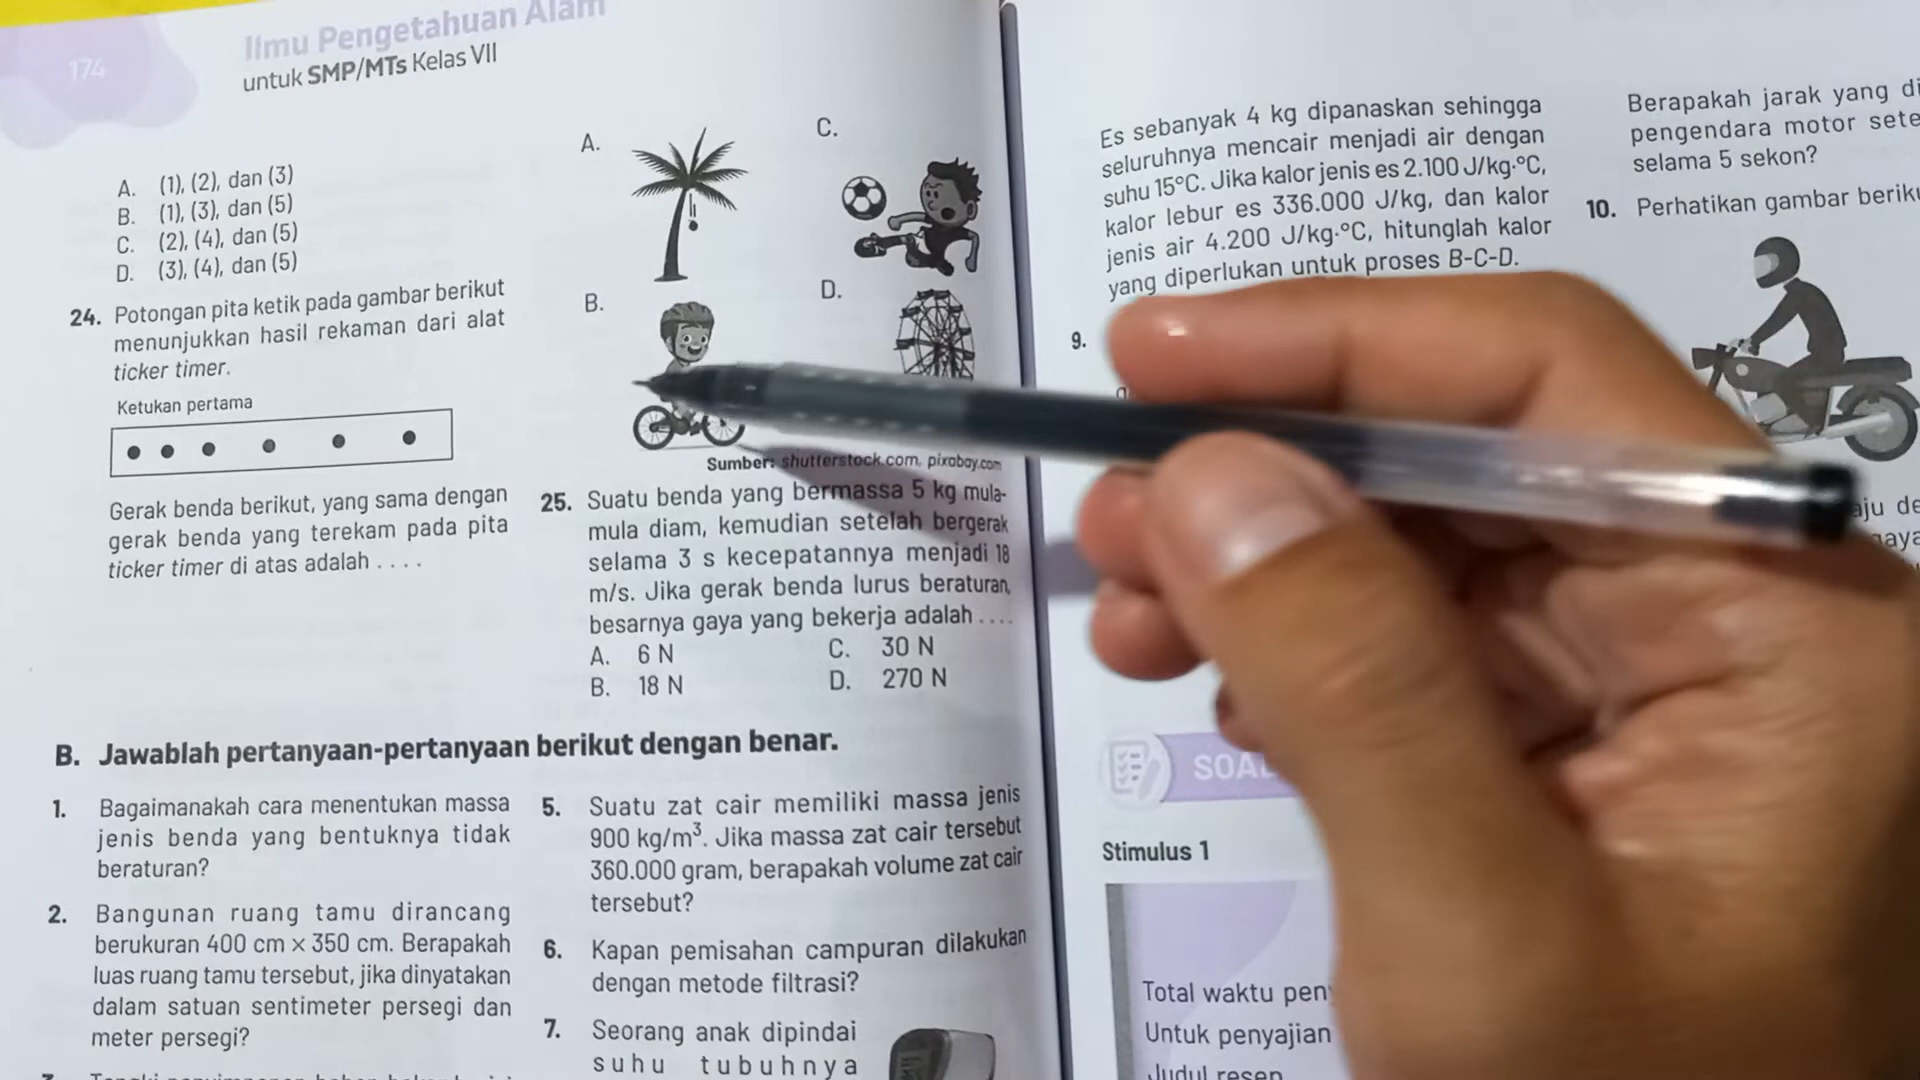 174
Ilmu Pengetahuan Alam
untuk SMP/MTs Kelas VII
A. (1), (2), dan (3)
B. (1), (3), dan (5)
C. (2), (4), dan (5)
D. (3), (4), dan (5)
24. Potongan pita ketik pada gambar berikut
menunjukkan hasil rekaman dari alat
ticker timer.
Ketukan pertama
Gerak benda berikut, yang sama dengan
gerak benda yang terekam pada pita
ticker timer di atas adalah . . . .
A.
C.
B.
D.
Sumber: shutterstock.com, pixabay.com
25. Suatu benda yang bermassa 5 kg mula-
mula diam, kemudian setelah bergerak
selama 3 s kecepatannya menjadi 18
m/s. Jika gerak benda lurus beraturan,
besarnya gaya yang bekerja adalah . . . .
A. 6 N
C. 30 N
B. 18 N
D. 270 N
B. Jawablah pertanyaan-pertanyaan berikut dengan benar.
1. Bagaimanakah cara menentukan massa
jenis benda yang bentuknya tidak
beraturan?
2. Bangunan ruang tamu dirancang
berukuran 400 cm × 350 cm. Berapakah
luas ruang tamu tersebut, jika dinyatakan
dalam satuan sentimeter persegi dan
meter persegi?
5. Suatu zat cair memiliki massa jenis
900 kg/m³. Jika massa zat cair tersebut
360.000 gram, berapakah volume zat cair
tersebut?
6. Kapan pemisahan campuran dilakukan
dengan metode filtrasi?
7. Seorang anak dipindai
suhu tubuhnya
Es sebanyak 4 kg dipanaskan sehingga
seluruhnya mencair menjadi air dengan
suhu 15°C. Jika kalor jenis es 2.100 J/kg·°C,
kalor lebur es 336.000 J/kg, dan kalor
jenis air 4.200 J/kg·°C, hitunglah kalor
yang diperlukan untuk proses B-C-D.
9.
Stimulus 1
Total waktu
Untuk penyajian
Berapakah jarak yang
pengendara motor
selama 5 sekon?
10. Perhatikan gambar